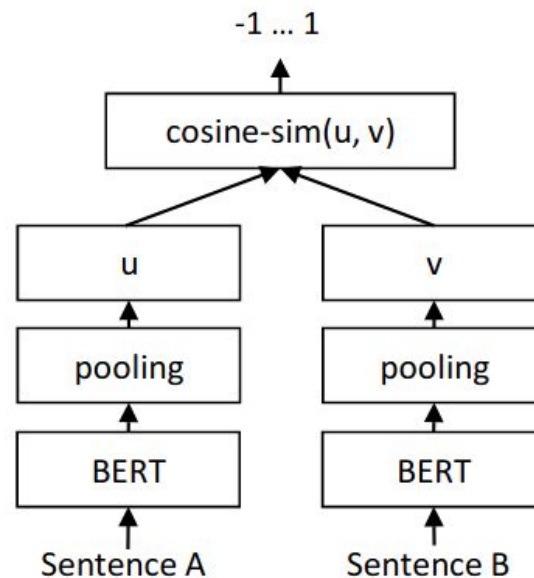 -1 ... 1
cosine-sim(u, v)
u v
pooling pooling
BERT BERT
Sentence A Sentence B